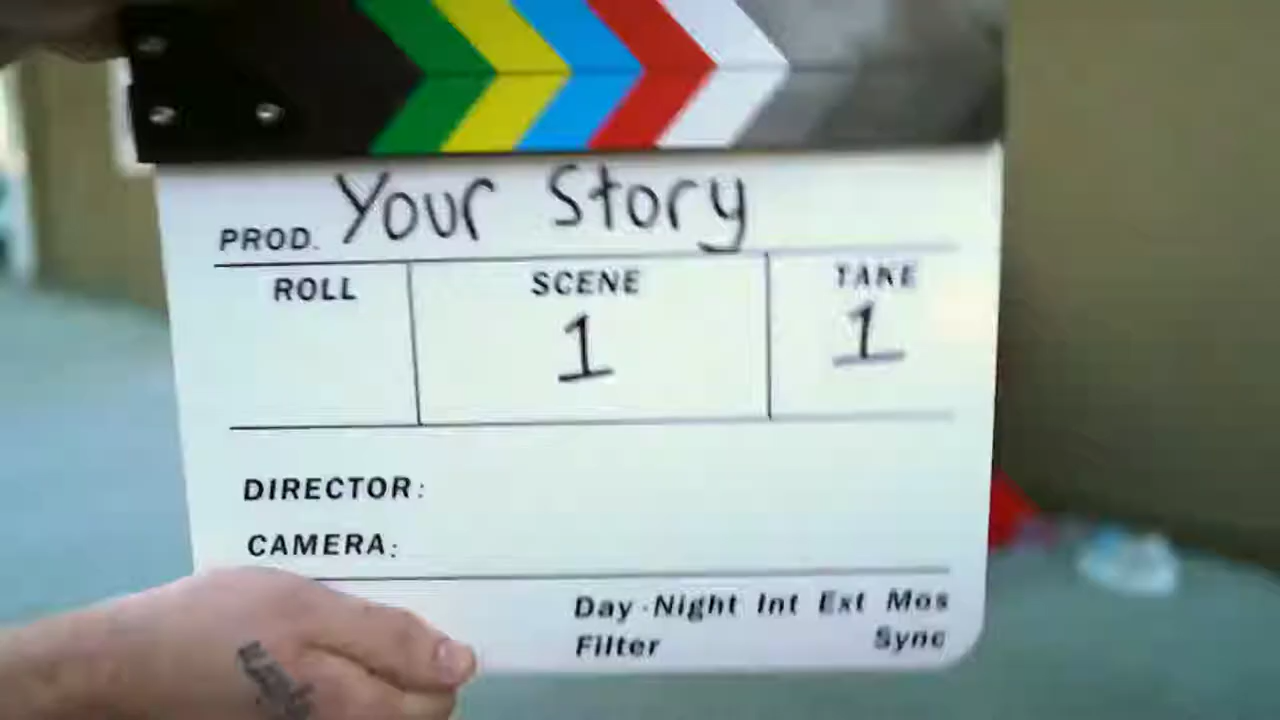 PROD. Your Story
ROLL SCENE TAKE
1 1
DIRECTOR:
CAMERA:
Day-Night Int Ext Mos
Filter Sync